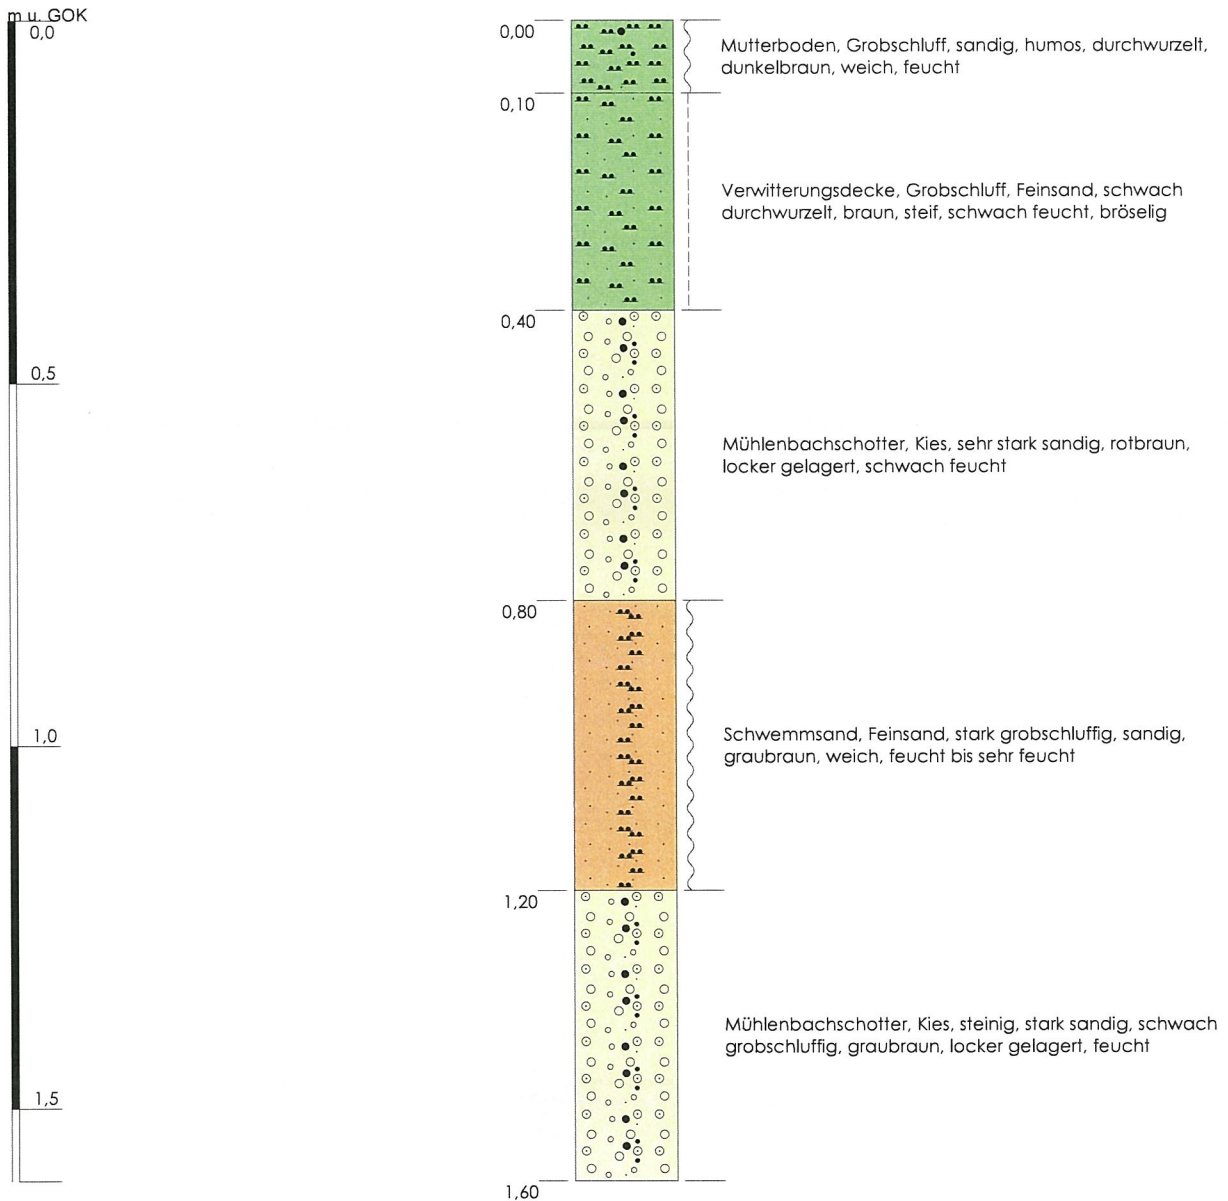 m u. GOK
0,0
0,00
Mutterboden, Grobschluff, sandig, humos, durchwurzelt,
dunkelbraun, weich, feucht
0,10
Verwitterungsdecke, Grobschluff, Feinsand, schwach
durchwurzelt, braun, steif, schwach feucht, bröselig
0,40
0,5
Mühlenbachschotter, Kies, sehr stark sandig, rotbraun,
locker gelagert, schwach feucht
0,80
1,0
Schwemmsand, Feinsand, stark grobschluffig, sandig,
graubraun, weich, feucht bis sehr feucht
1,20
Mühlenbachschotter, Kies, steinig, stark sandig, schwach
grobschluffig, graubraun, locker gelagert, feucht
1,5
1,60